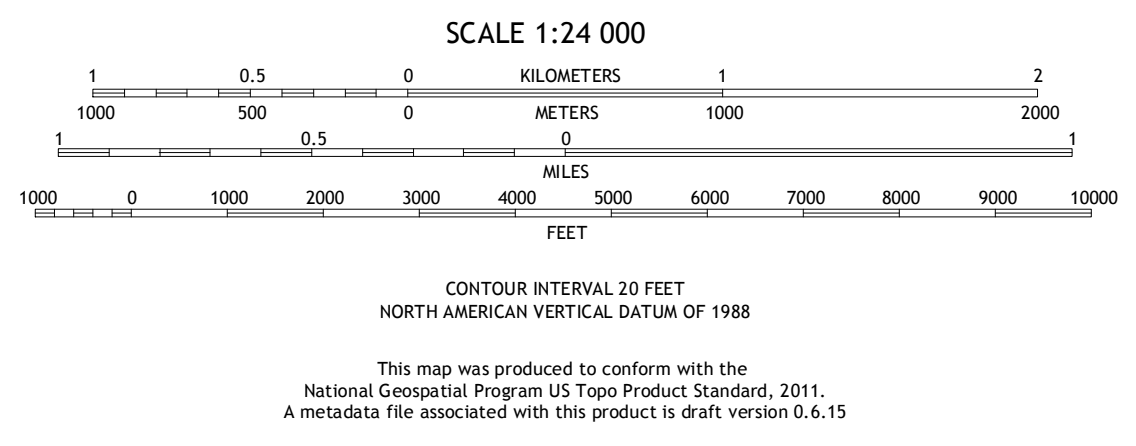 SCALE 1:24 000
1 0.5 0 KILOMETERS 1 2
1000 500 0 METERS 1000 2000
1 0.5 0 1
MILES
1000 0 1000 2000 3000 4000 5000 6000 7000 8000 9000 10000
FEET
CONTOUR INTERVAL 20 FEET
NORTH AMERICAN VERTICAL DATUM OF 1988
This map was produced to conform with the
National Geospatial Program US Topo Product Standard, 2011.
A metadata file associated with this product is draft version 0.6.15